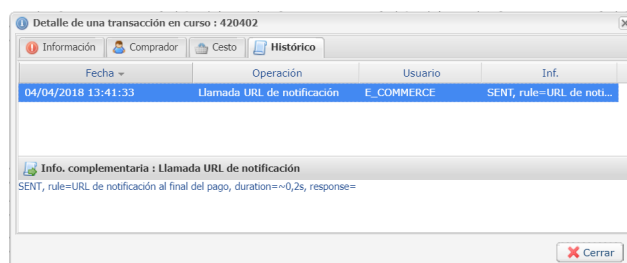 Detalle de una transacción en curso : 420402
Información Comprador Cesto Histórico
Fecha Operación Usuario Inf.
04/04/2018 13:41:33 Llamada URL de notificación E_COMMERCE SENT, rule=URL de noti...
Info. complementaria : Llamada URL de notificación
SENT, rule=URL de notificación al final del pago, duration=~0,2s, response=
Cerrar